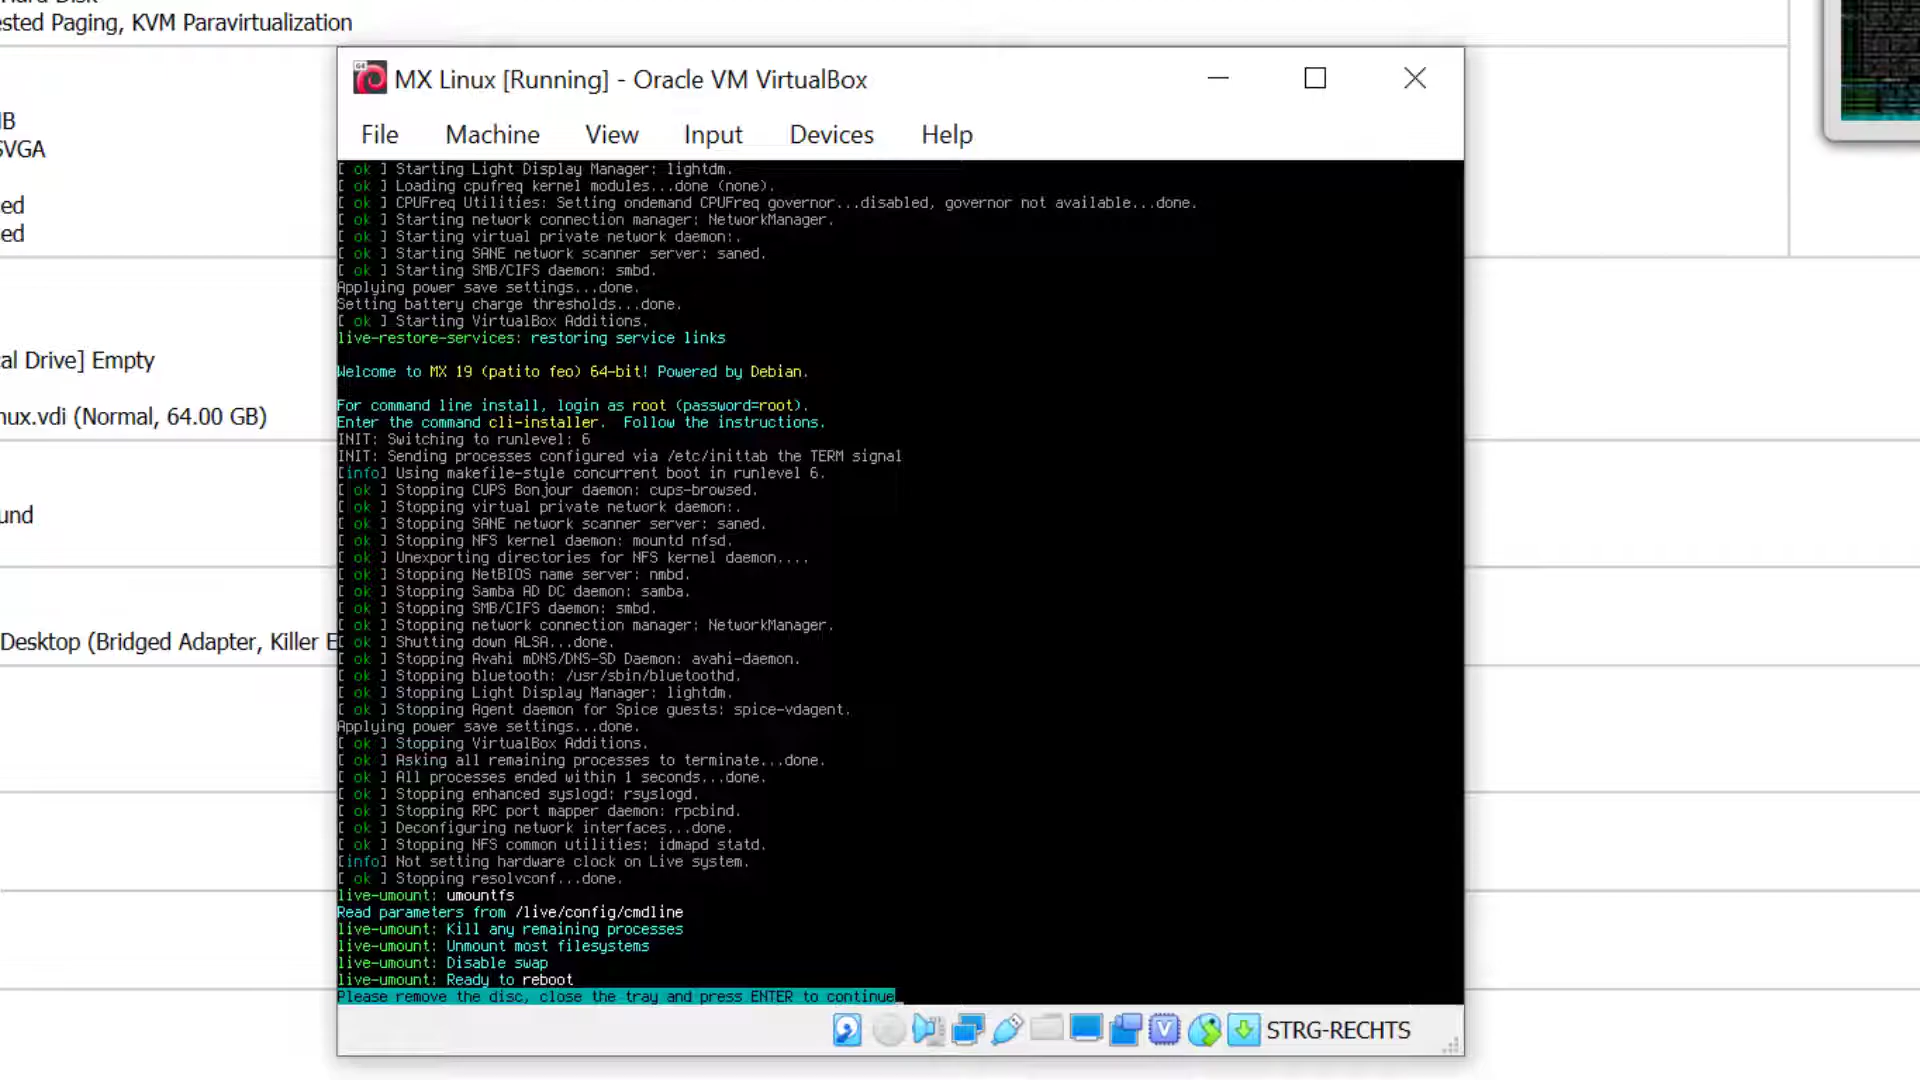 ested Paging, KVM Paravirtualization
MX Linux [Running] - Oracle VM VirtualBox
File Machine View Input Devices Help
SVGA
al Drive] Empty
nux.vdi (Normal, 64.00 GB)
und
Desktop (Bridged Adapter, Killer E
[ ok ] Starting Light Display Manager: lightdm.
[ ok ] Loading cpufreq kernel modules...done (none).
[ ok ] CPUFreq Utilities: Setting ondemand CPUFreq governor...disabled, governor not available...done.
[ ok ] Starting network connection manager: NetworkManager.
[ ok ] Starting virtual private network daemon:.
[ ok ] Starting SANE network scanner server: saned.
[ ok ] Starting SMB/CIFS daemon: smbd.
Applying power save settings...done.
Setting battery charge thresholds...done.
[ ok ] Starting VirtualBox Additions.
live-restore-services: restoring service links
Welcome to MX 19 (patito feo) 64-bit! Powered by Debian.
For command line install, login as root (password=root).
Enter the command cli-installer.  Follow the instructions.
INIT: Switching to runlevel: 6
INIT: Sending processes configured via /etc/inittab the TERM signal
[info] Using makefile-style concurrent boot in runlevel 6.
[ ok ] Stopping CUPS Bonjour daemon: cups-browsed.
[ ok ] Stopping virtual private network daemon:.
[ ok ] Stopping SANE network scanner server: saned.
[ ok ] Stopping NFS kernel daemon: mountd nfsd.
[ ok ] Unexporting directories for NFS kernel daemon....
[ ok ] Stopping NetBIOS name server: nmbd.
[ ok ] Stopping Samba AD DC daemon: samba.
[ ok ] Stopping SMB/CIFS daemon: smbd.
[ ok ] Stopping network connection manager: NetworkManager.
[ ok ] Shutting down ALSA...done.
[ ok ] Stopping Avahi mDNS/DNS-SD Daemon: avahi-daemon.
[ ok ] Stopping bluetooth: /usr/sbin/bluetoothd.
[ ok ] Stopping Light Display Manager: lightdm.
[ ok ] Stopping Agent daemon for Spice guests: spice-vdagent.
Applying power save settings...done.
[ ok ] Stopping VirtualBox Additions.
[ ok ] Asking all remaining processes to terminate...done.
[ ok ] All processes ended within 1 seconds...done.
[ ok ] Stopping enhanced syslogd: rsyslogd.
[ ok ] Stopping RPC port mapper daemon: rpcbind.
[ ok ] Deconfiguring network interfaces...done.
[ ok ] Stopping NFS common utilities: idmapd statd.
[info] Not setting hardware clock on Live system.
[ ok ] Stopping resolvconf...done.
live-umount: umountfs
Read parameters from /live/config/cmdline
live-umount: Kill any remaining processes
live-umount: Unmount most filesystems
live-umount: Disable swap
live-umount: Ready to reboot
Please remove the disc, close the tray and press ENTER to continue
STRG-RECHTS